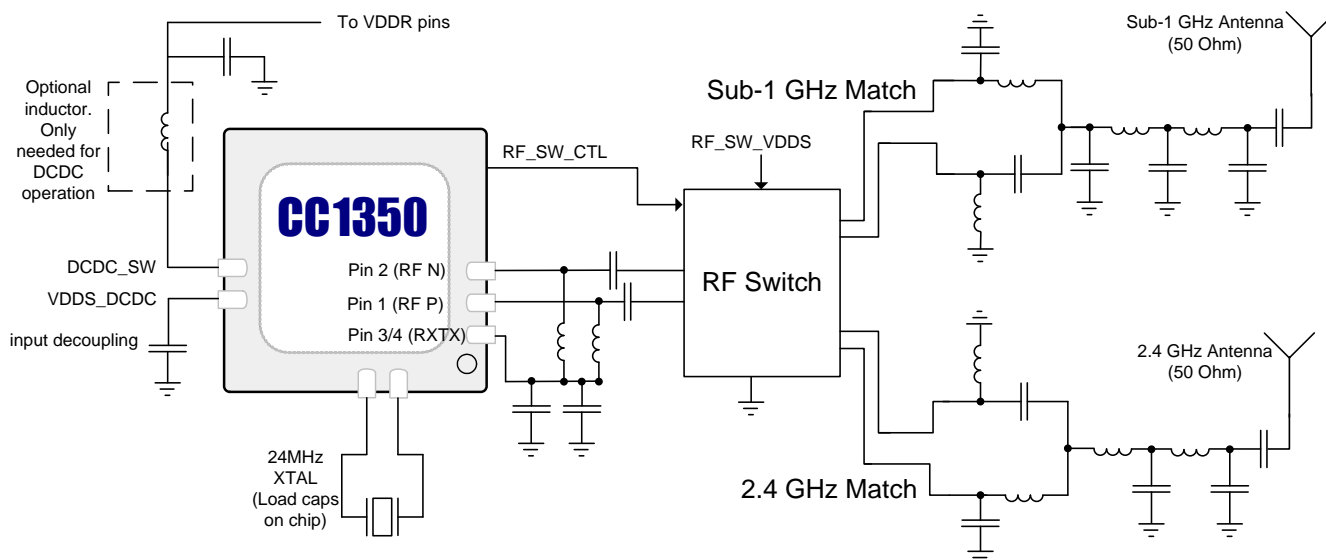 To VDDR pins
Optional
inductor.
Only
needed for
DCDC
operation
DCDC_SW
VDDS_DCDC
input decoupling
CC1350
Pin 2 (RF N)
Pin 1 (RF P)
Pin 3/4 (RXTX)
24MHz
XTAL
(Load caps
on chip)
RF_SW_CTL
RF_SW_VDDS
RF Switch
Sub-1 GHz Match
Sub-1 GHz Antenna
(50 Ohm)
2.4 GHz Antenna
(50 Ohm)
2.4 GHz Match